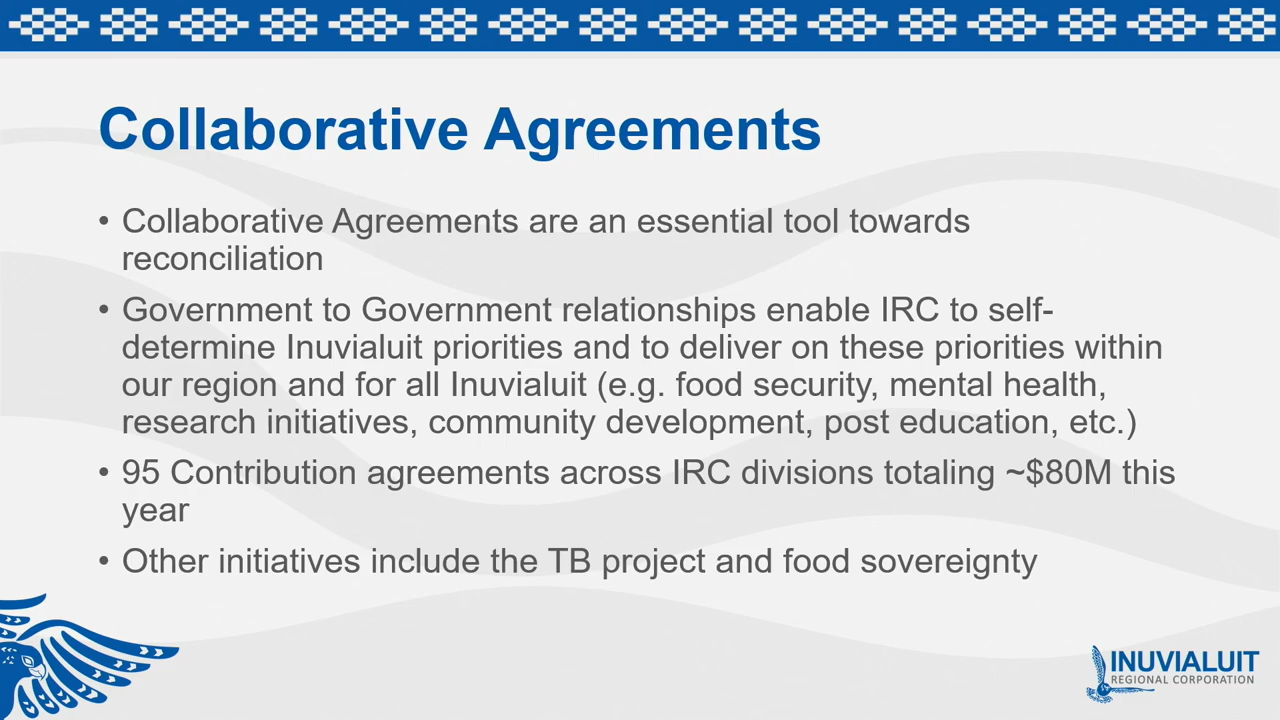 Collaborative Agreements
• Collaborative Agreements are an essential tool towards
reconciliation
• Government to Government relationships enable IRC to self-
determine Inuvialuit priorities and to deliver on these priorities within
our region and for all Inuvialuit (e.g. food security, mental health,
research initiatives, community development, post education, etc.)
• 95 Contribution agreements across IRC divisions totaling ~$80M this
year
• Other initiatives include the TB project and food sovereignty
INUVIALUIT
REGIONAL CORPORATION